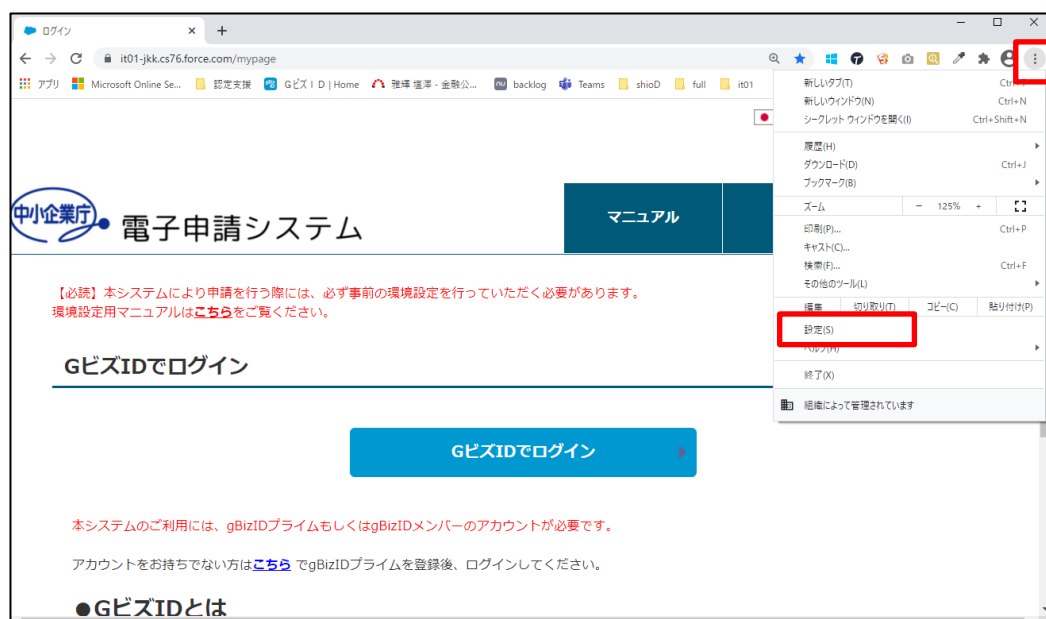 ログイン
it01-jkk.cs76.force.com/mypage
アプリ Microsoft Online Se... 認定支援 GビズID | Home 雅輝 塩澤 - 金融公... backlog Teams shioD full it01
新しいタブ(T)
新しいウィンドウ(N) Ctrl+N
シークレット ウィンドウを開く(I) Ctrl+Shift+N
履歴(H)
ダウンロード(D) Ctrl+J
ブックマーク(B)
ズーム - 125% +
印刷(P)... Ctrl+P
キャスト(C)...
検索(F)... Ctrl+F
その他のツール(L)
編集 切り取り(T) コピー(C) 貼り付け(P)
設定(S)
ヘルプ(H)
終了(X)
組織によって管理されています
中小企業庁 電子申請システム
マニュアル
【必読】本システムにより申請を行う際には、必ず事前の環境設定を行っていただく必要があります。
環境設定用マニュアルはこちらをご覧ください。
GビズIDでログイン
GビズIDでログイン
本システムのご利用には、gBizIDプライムもしくはgBizIDメンバーのアカウントが必要です。
アカウントをお持ちでない方はこちら でgBizIDプライムを登録後、ログインしてください。
●GビズIDとは